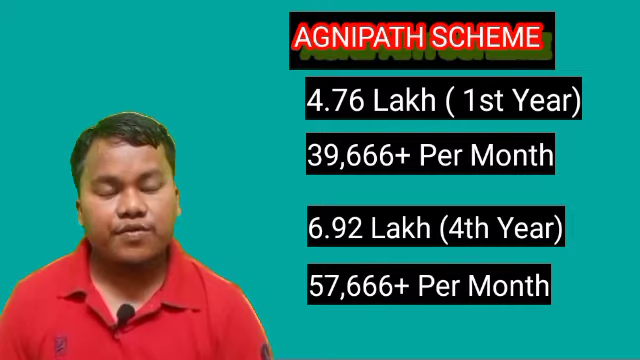 AGNIPATH SCHEME
4.76 Lakh ( 1st Year)
39,666+ Per Month
6.92 Lakh (4th Year)
57,666+ Per Month